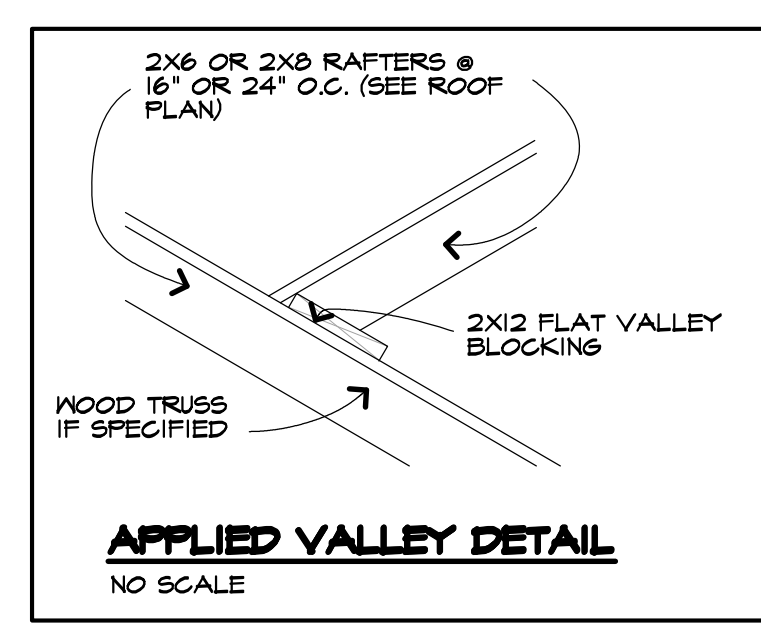 2X6 OR 2X8 RAFTERS @
16" OR 24" O.C. (SEE ROOF
PLAN)
2X12 FLAT VALLEY
BLOCKING
WOOD TRUSS
IF SPECIFIED
APPLIED VALLEY DETAIL
NO SCALE